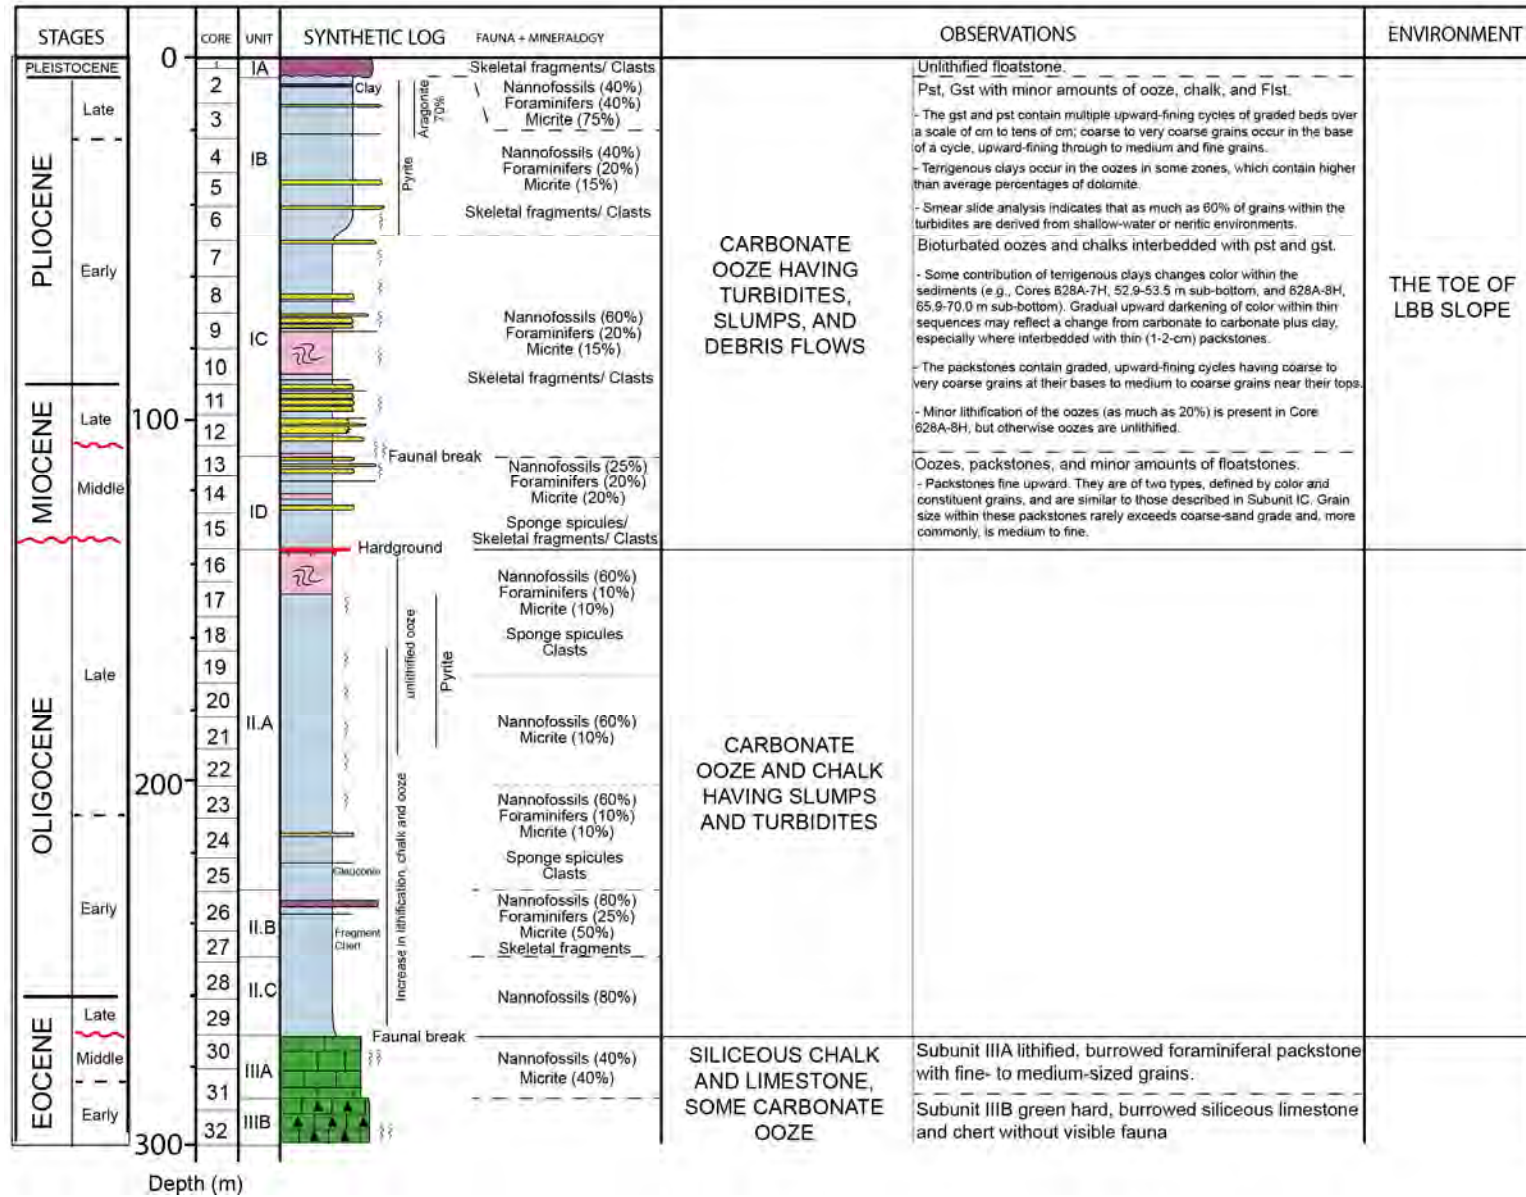 STAGES
CORE
UNIT
SYNTHETIC LOG
FAUNA + MINERALOGY
OBSERVATIONS
ENVIRONMENT
PLEISTOCENE
PLIOCENE
Late
Early
MIOCENE
Late
Middle
OLIGOCENE
Late
Early
EOCENE
Late
Middle
Early
0
100
200
300
Depth (m)
1
2
3
4
5
6
7
8
9
10
11
12
13
14
15
16
17
18
19
20
21
22
23
24
25
26
27
28
29
30
31
32
IA
IB
IC
ID
II.A
II.B
II.C
IIIA
IIIB
Clay
Aragonite
70%
Pyrite
Faunal break
Hardground
unlithified ooze
Pyrite
Increase in lithification, chalk and ooze
Glauconie
Fragment
Chert
Faunal break
Skeletal fragments/ Clasts
Nannofossils (40%)
Foraminifers (40%)
Micrite (75%)
Nannofossils (40%)
Foraminifers (20%)
Micrite (15%)
Skeletal fragments/ Clasts
Nannofossils (60%)
Foraminifers (20%)
Micrite (15%)
Skeletal fragments/ Clasts
Nannofossils (25%)
Foraminifers (20%)
Micrite (20%)
Sponge spicules/
Skeletal fragments/ Clasts
Nannofossils (60%)
Foraminifers (10%)
Micrite (10%)
Sponge spicules
Clasts
Nannofossils (60%)
Micrite (10%)
Nannofossils (60%)
Foraminifers (10%)
Micrite (10%)
Sponge spicules
Clasts
Nannofossils (80%)
Foraminifers (25%)
Micrite (50%)
Skeletal fragments
Nannofossils (80%)
Nannofossils (40%)
Micrite (40%)
CARBONATE
OOZE HAVING
TURBIDITES,
SLUMPS, AND
DEBRIS FLOWS
CARBONATE
OOZE AND CHALK
HAVING SLUMPS
AND TURBIDITES
SILICEOUS CHALK
AND LIMESTONE,
SOME CARBONATE
OOZE
Unlithified floatstone.
Pst, Gst with minor amounts of ooze, chalk, and Flst.
- The gst and pst contain multiple upward-fining cycles of graded beds over
a scale of cm to tens of cm; coarse to very coarse grains occur in the base
of a cycle, upward-fining through to medium and fine grains.
- Terrigenous clays occur in the oozes in some zones, which contain higher
than average percentages of dolomite.
- Smear slide analysis indicates that as much as 60% of grains within the
turbidites are derived from shallow-water or neritic environments.
Bioturbated oozes and chalks interbedded with pst and gst.
- Some contribution of terrigenous clays changes color within the
sediments (e.g., Cores 628A-7H, 52.9-53.5 m sub-bottom, and 628A-8H,
65.9-70.0 m sub-bottom). Gradual upward darkening of color within thin
sequences may reflect a change from carbonate to carbonate plus clay,
especially where interbedded with thin (1-2-cm) packstones.
- The packstones contain graded, upward-fining cycles having coarse to
very coarse grains at their bases to medium to coarse grains near their tops.
- Minor lithification of the oozes (as much as 20%) is present in Core
628A-8H, but otherwise oozes are unlithified.
Oozes, packstones, and minor amounts of floatstones.
- Packstones fine upward. They are of two types, defined by color and
constituent grains, and are similar to those described in Subunit IC. Grain
size within these packstones rarely exceeds coarse-sand grade and, more
commonly, is medium to fine.
Subunit IIIA lithified, burrowed foraminiferal packstone
with fine- to medium-sized grains.
Subunit IIIB green hard, burrowed siliceous limestone
and chert without visible fauna
THE TOE OF
LBB SLOPE